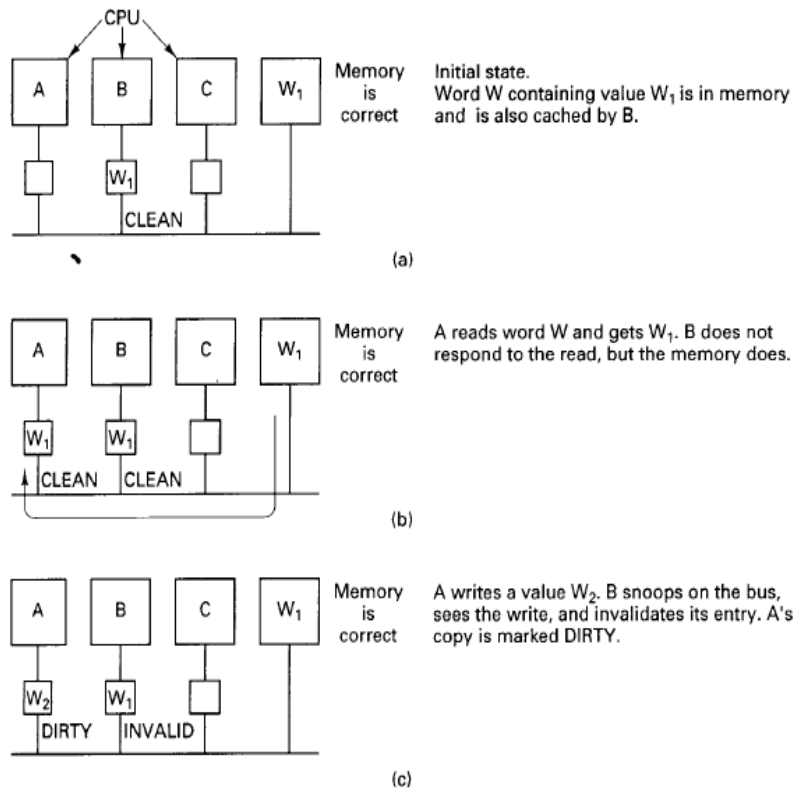 CPU
A B C W₁
Memory
is
correct
Initial state.
Word W containing value W₁ is in memory
and is also cached by B.
W₁
CLEAN
(a)
A B C W₁
Memory
is
correct
A reads word W and gets W₁. B does not
respond to the read, but the memory does.
W₁ W₁
CLEAN CLEAN
(b)
A B C W₁
Memory
is
correct
A writes a value W₂. B snoops on the bus,
sees the write, and invalidates its entry. A's
copy is marked DIRTY.
W₂ W₁
DIRTY INVALID
(c)